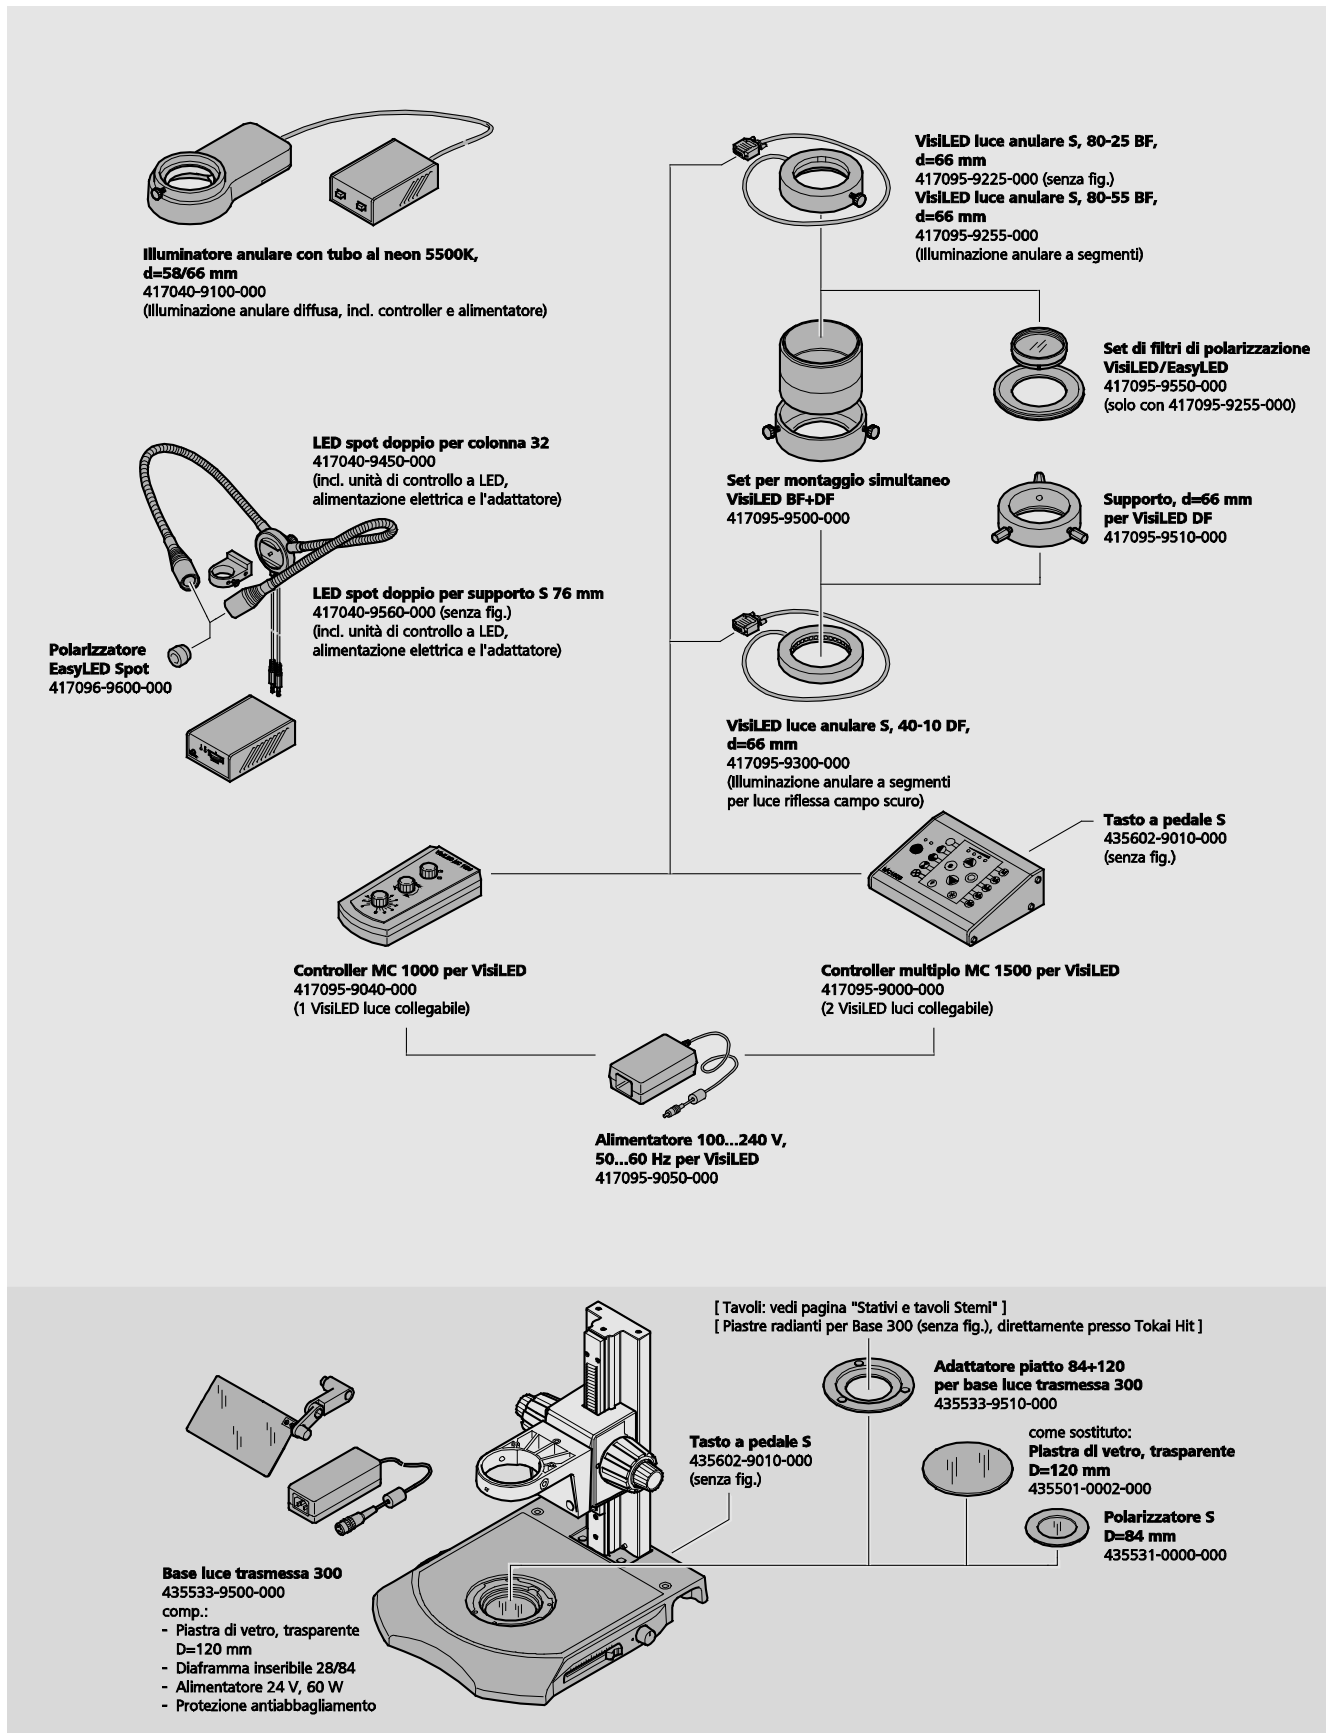 Illuminatore anulare con tubo al neon 5500K,
d=58/66 mm
417040-9100-000
(Illuminazione anulare diffusa, incl. controller e alimentatore)
VisiLED luce anulare S, 80-25 BF,
d=66 mm
417095-9225-000 (senza fig.)
VisiLED luce anulare S, 80-55 BF,
d=66 mm
417095-9255-000
(Illuminazione anulare a segmenti)
Set di filtri di polarizzazione
VisiLED/EasyLED
417095-9550-000
(solo con 417095-9255-000)
LED spot doppio per colonna 32
417040-9450-000
(incl. unità di controllo a LED,
alimentazione elettrica e l'adattatore)
Set per montaggio simultaneo
VisiLED BF+DF
417095-9500-000
Supporto, d=66 mm
per VisiLED DF
417095-9510-000
LED spot doppio per supporto S 76 mm
417040-9560-000 (senza fig.)
(incl. unità di controllo a LED,
alimentazione elettrica e l'adattatore)
Polarizzatore
EasyLED Spot
417096-9600-000
VisiLED luce anulare S, 40-10 DF,
d=66 mm
417095-9300-000
(Illuminazione anulare a segmenti
per luce riflessa campo scuro)
Tasto a pedale S
435602-9010-000
(senza fig.)
Controller MC 1000 per VisiLED
417095-9040-000
(1 VisiLED luce collegabile)
Controller multiplo MC 1500 per VisiLED
417095-9000-000
(2 VisiLED luci collegabile)
Alimentatore 100...240 V,
50...60 Hz per VisiLED
417095-9050-000
[ Tavoli: vedi pagina "Stativi e tavoli Stemi" ]
[ Piastre radianti per Base 300 (senza fig.), direttamente presso Tokai Hit ]
Adattatore piatto 84+120
per base luce trasmessa 300
435533-9510-000
come sostituto:
Piastra di vetro, trasparente
D=120 mm
435501-0002-000
Tasto a pedale S
435602-9010-000
(senza fig.)
Polarizzatore S
D=84 mm
435531-0000-000
Base luce trasmessa 300
435533-9500-000
comp.:
- Piastra di vetro, trasparente
D=120 mm
- Diaframma inseribile 28/84
- Alimentatore 24 V, 60 W
- Protezione antiabbagliamento